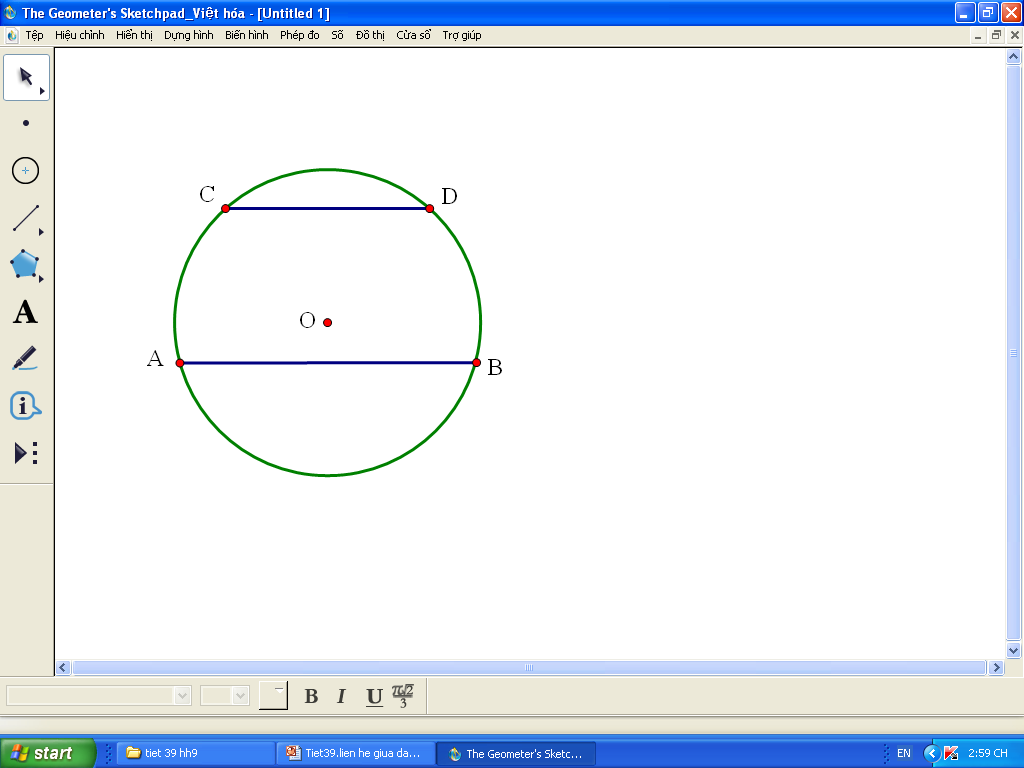 The Geometer's Sketchpad_Việt hóa - [Untitled 1]
Tệp Hiệu chỉnh Hiển thị Dựng hình Biến hình Phép đo Số Đồ thị Cửa sổ Trợ giúp
C
D
O
A
B
A
B I U π√2/3
start tiet 39 hh9 Tiet39.lien he giua da... The Geometer's Sketc... EN 2:59 CH